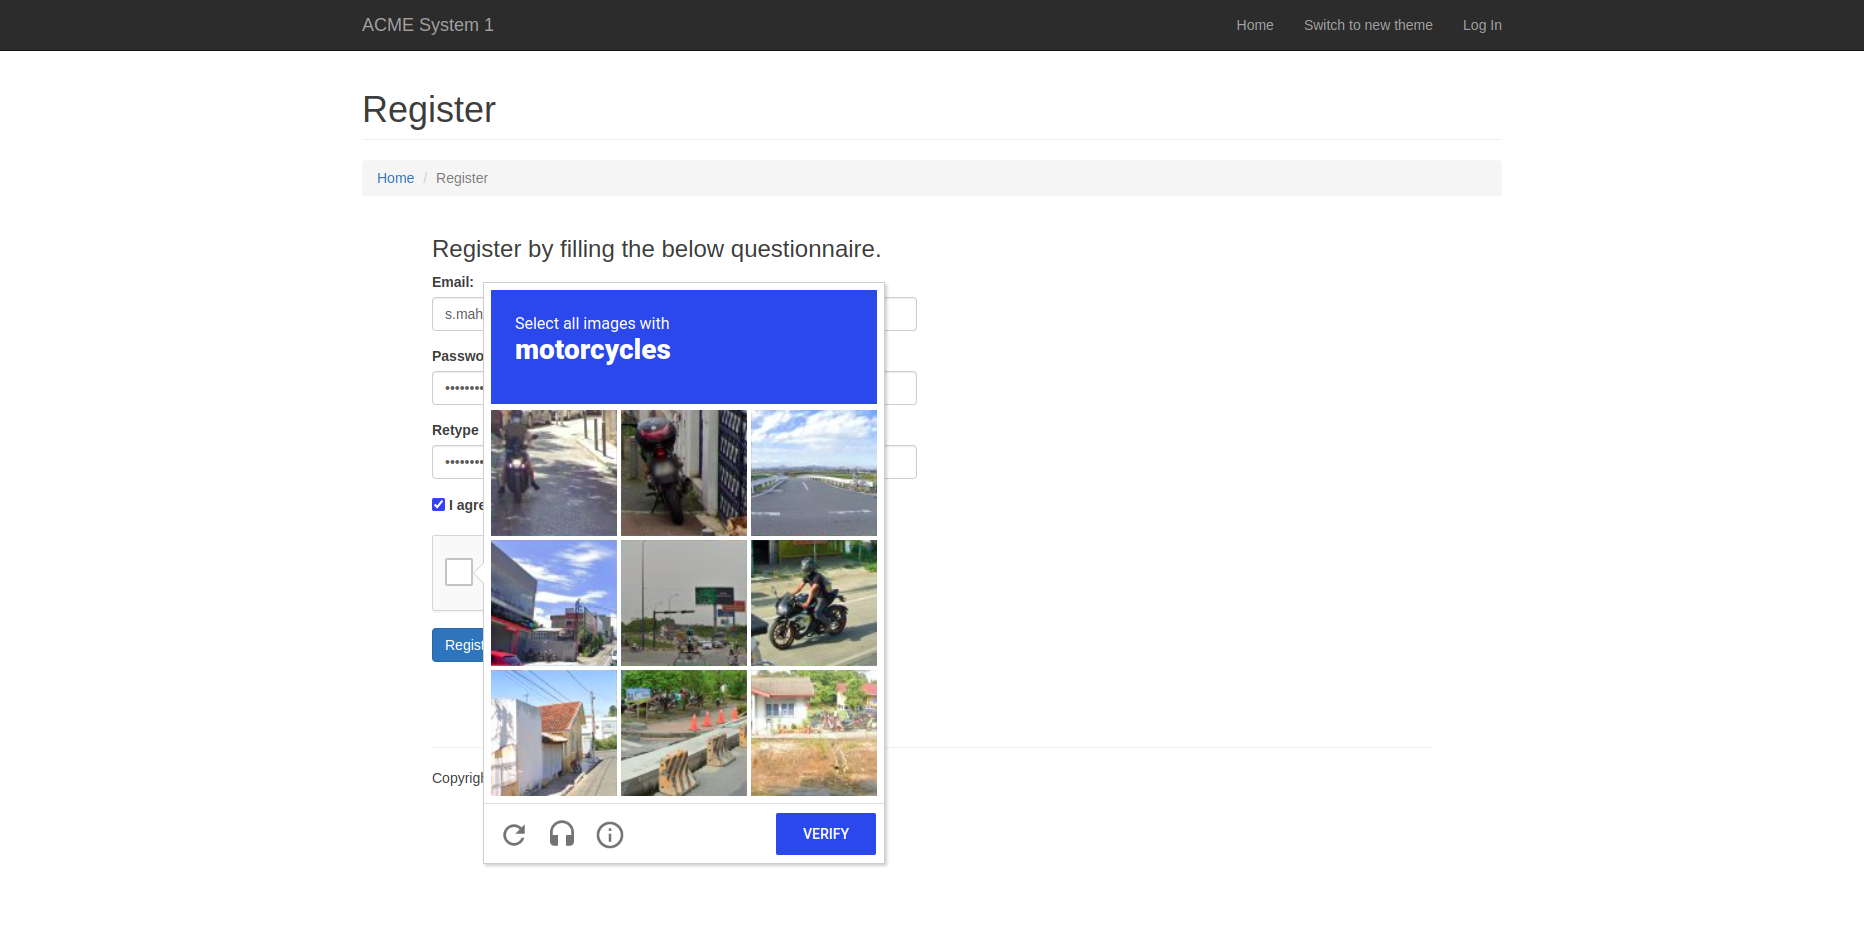 ACME System 1
Home
Switch to new theme
Log In
Register
Home / Register
Register by filling the below questionnaire.
Email:
s.mah
Passwo
••••••••
Retype
••••••••
I agre
Regist
Copyrigh
Select all images with
motorcycles
VERIFY